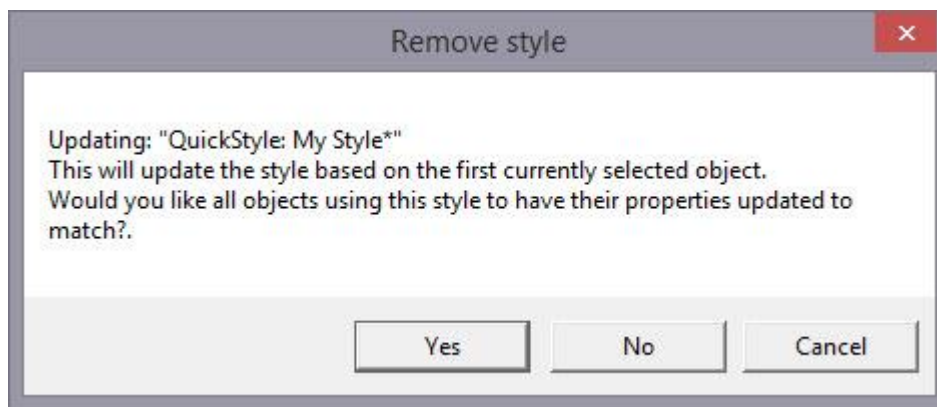 Remove style
Updating: "QuickStyle: My Style*"
This will update the style based on the first currently selected object.
Would you like all objects using this style to have their properties updated to
match?.
Yes No Cancel